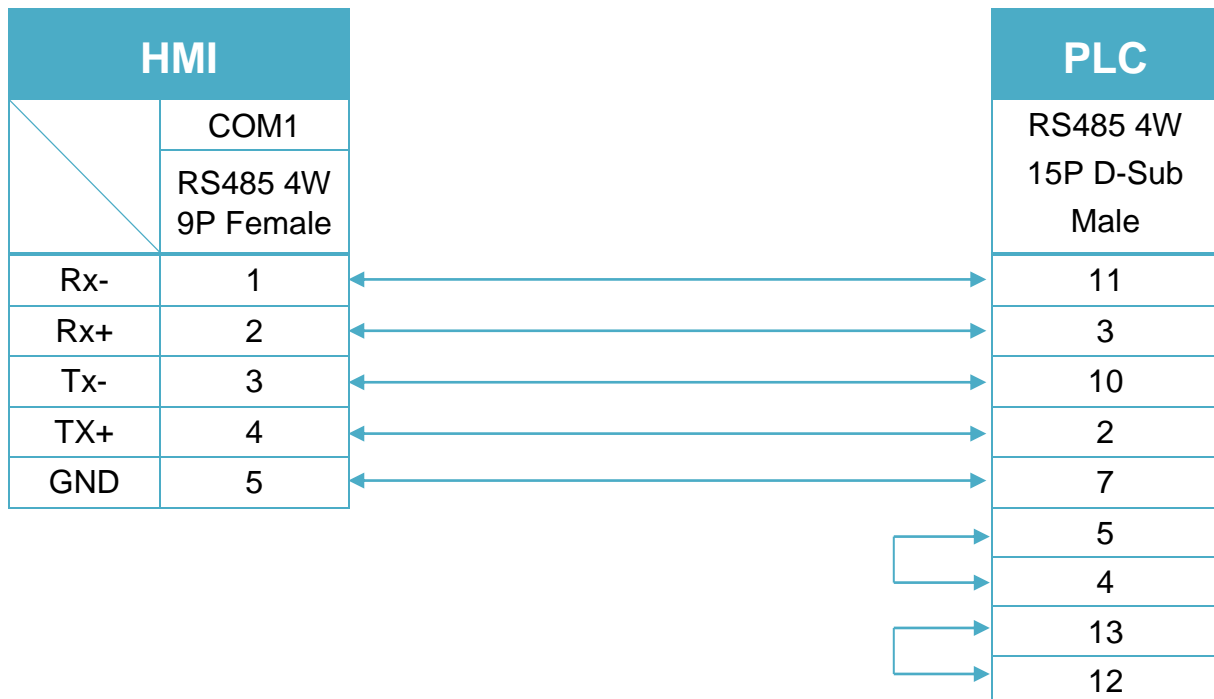 HMI
PLC
COM1
RS485 4W
9P Female
RS485 4W
15P D-Sub
Male
Rx-
1
11
Rx+
2
3
Tx-
3
10
TX+
4
2
GND
5
7
5
4
13
12